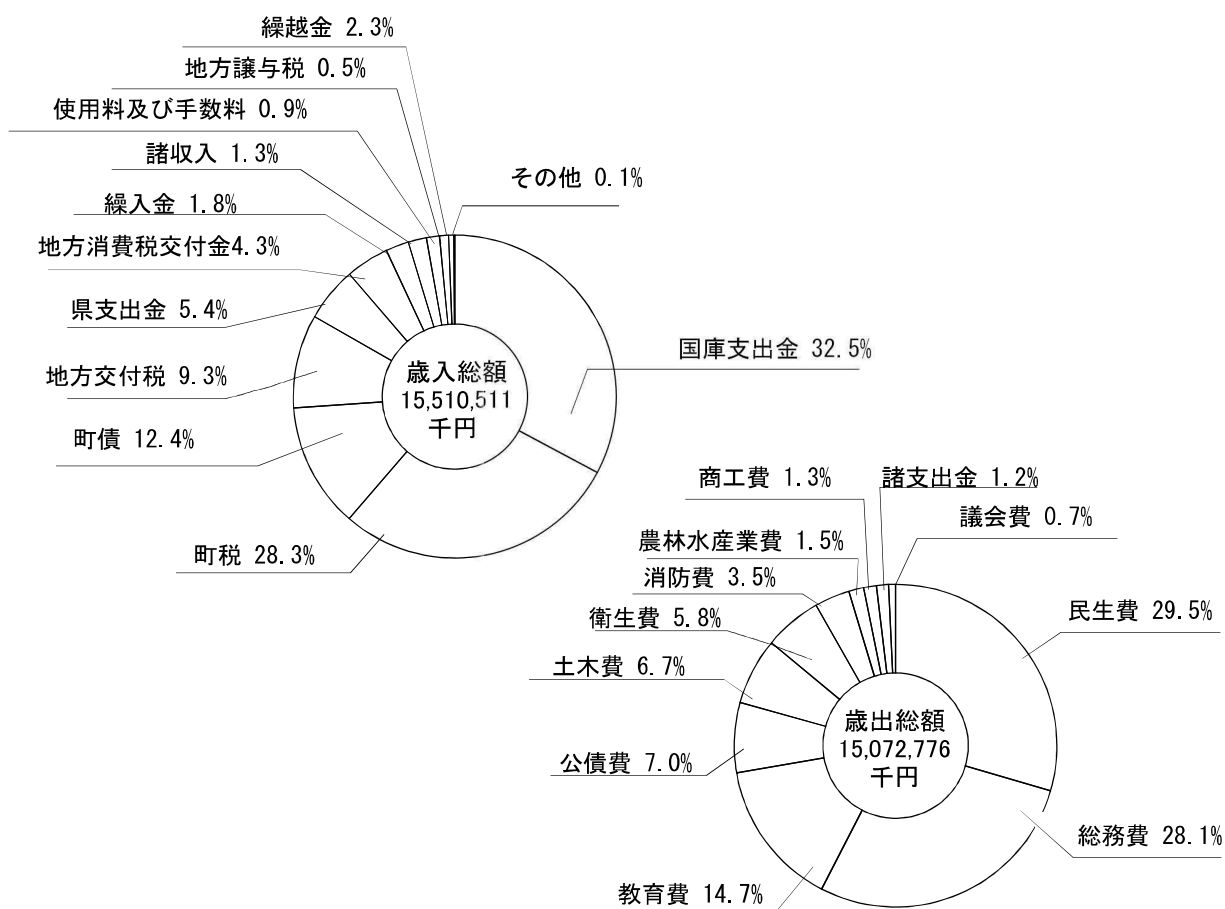 繰越金 2.3%
地方譲与税 0.5%
使用料及び手数料 0.9%
諸収入 1.3%
その他 0.1%
繰入金 1.8%
地方消費税交付金4.3%
県支出金 5.4%
国庫支出金 32.5%
地方交付税 9.3%
歳入総額
15,510,511
千円
町債 12.4%
町税 28.3%
商工費 1.3%
諸支出金 1.2%
議会費 0.7%
農林水産業費 1.5%
消防費 3.5%
民生費 29.5%
衛生費 5.8%
土木費 6.7%
歳出総額
15,072,776
千円
公債費 7.0%
総務費 28.1%
教育費 14.7%